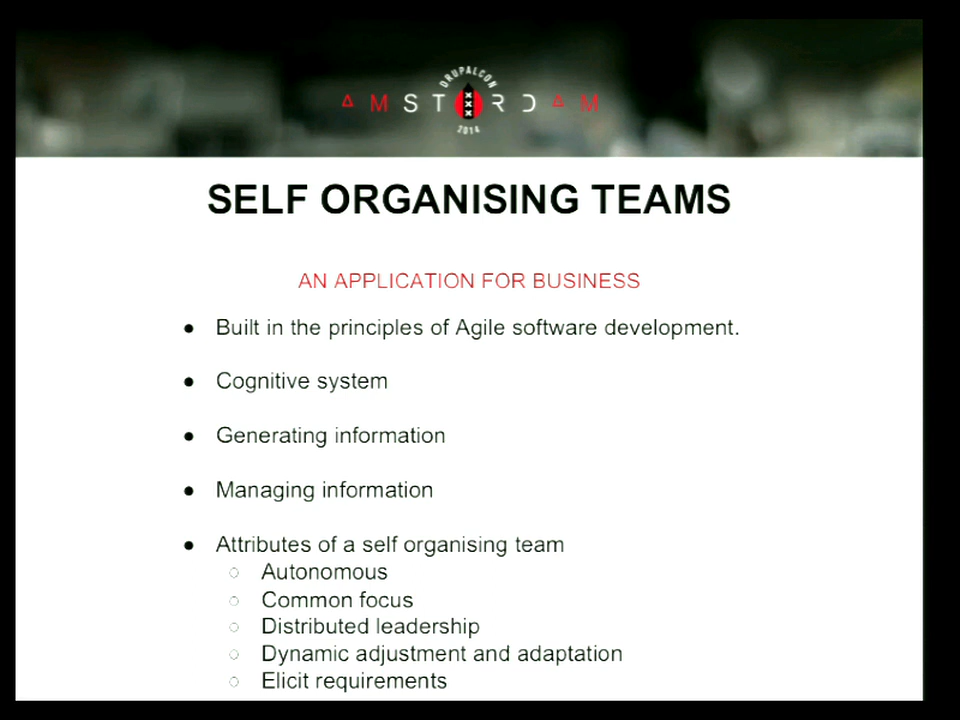 DRUPALCON
AMSTERDAM
2014
SELF ORGANISING TEAMS
AN APPLICATION FOR BUSINESS
● Built in the principles of Agile software development.
● Cognitive system
● Generating information
● Managing information
● Attributes of a self organising team
○ Autonomous
○ Common focus
○ Distributed leadership
○ Dynamic adjustment and adaptation
○ Elicit requirements